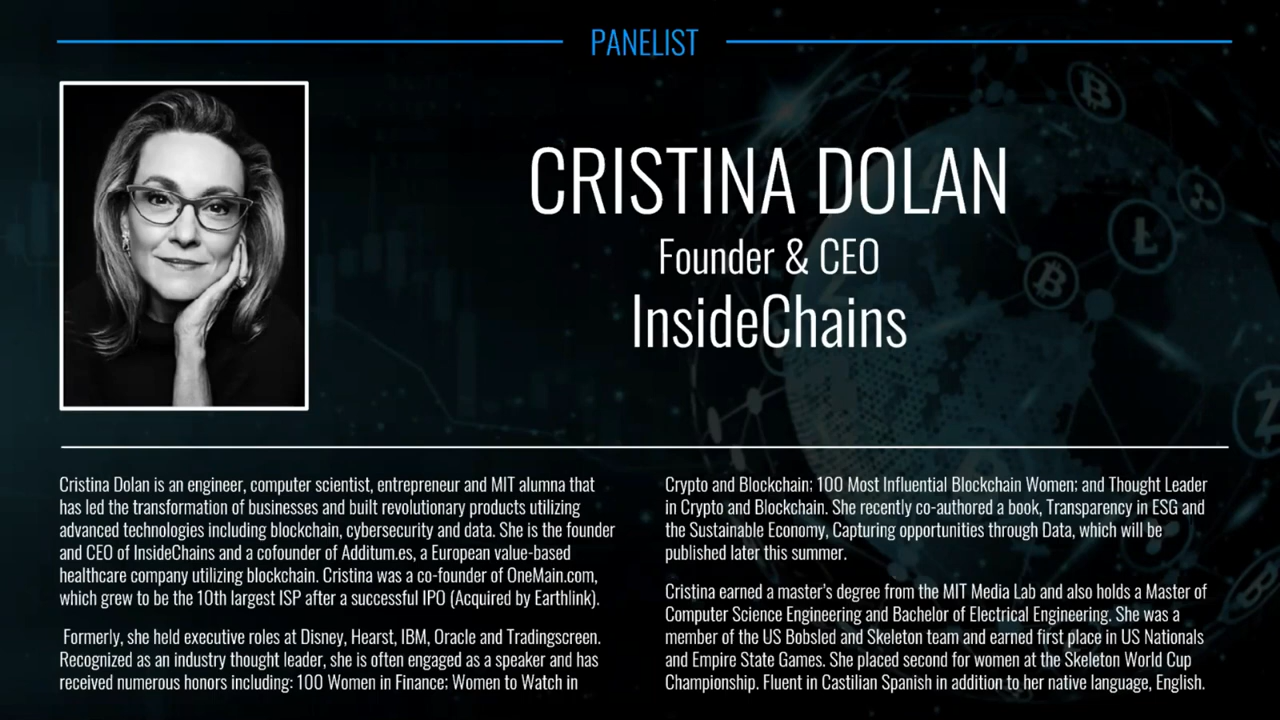 PANELIST
CRISTINA DOLAN
Founder & CEO
InsideChains
Cristina Dolan is an engineer, computer scientist, entrepreneur and MIT alumna that
has led the transformation of businesses and built revolutionary products utilizing
advanced technologies including blockchain, cybersecurity and data. She is the founder
and CEO of InsideChains and a cofounder of Additum.es, a European value-based
healthcare company utilizing blockchain. Cristina was a co-founder of OneMain.com,
which grew to be the 10th largest ISP after a successful IPO (Acquired by Earthlink).
Formerly, she held executive roles at Disney, Hearst, IBM, Oracle and Tradingscreen.
Recognized as an industry thought leader, she is often engaged as a speaker and has
received numerous honors including: 100 Women in Finance; Women to Watch in
Crypto and Blockchain; 100 Most Influential Blockchain Women; and Thought Leader
in Crypto and Blockchain. She recently co-authored a book, Transparency in ESG and
the Sustainable Economy, Capturing opportunities through Data, which will be
published later this summer.
Cristina earned a master's degree from the MIT Media Lab and also holds a Master of
Computer Science Engineering and Bachelor of Electrical Engineering. She was a
member of the US Bobsled and Skeleton team and earned first place in US Nationals
and Empire State Games. She placed second for women at the Skeleton World Cup
Championship. Fluent in Castilian Spanish in addition to her native language, English.